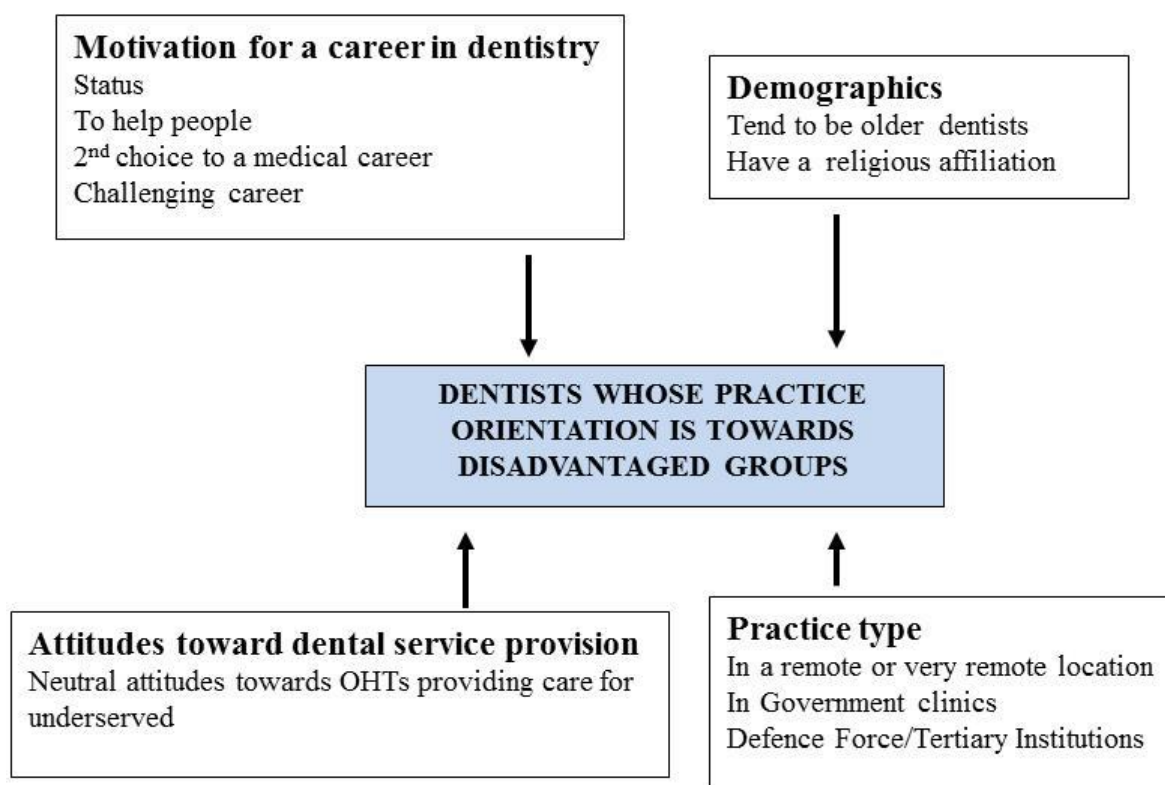 Motivation for a career in dentistry
Status
To help people
2nd choice to a medical career
Challenging career
Demographics
Tend to be older dentists
Have a religious affiliation
DENTISTS WHOSE PRACTICE
ORIENTATION IS TOWARDS
DISADVANTAGED GROUPS
Attitudes toward dental service provision
Neutral attitudes towards OHTs providing care for
underserved
Practice type
In a remote or very remote location
In Government clinics
Defence Force/Tertiary Institutions